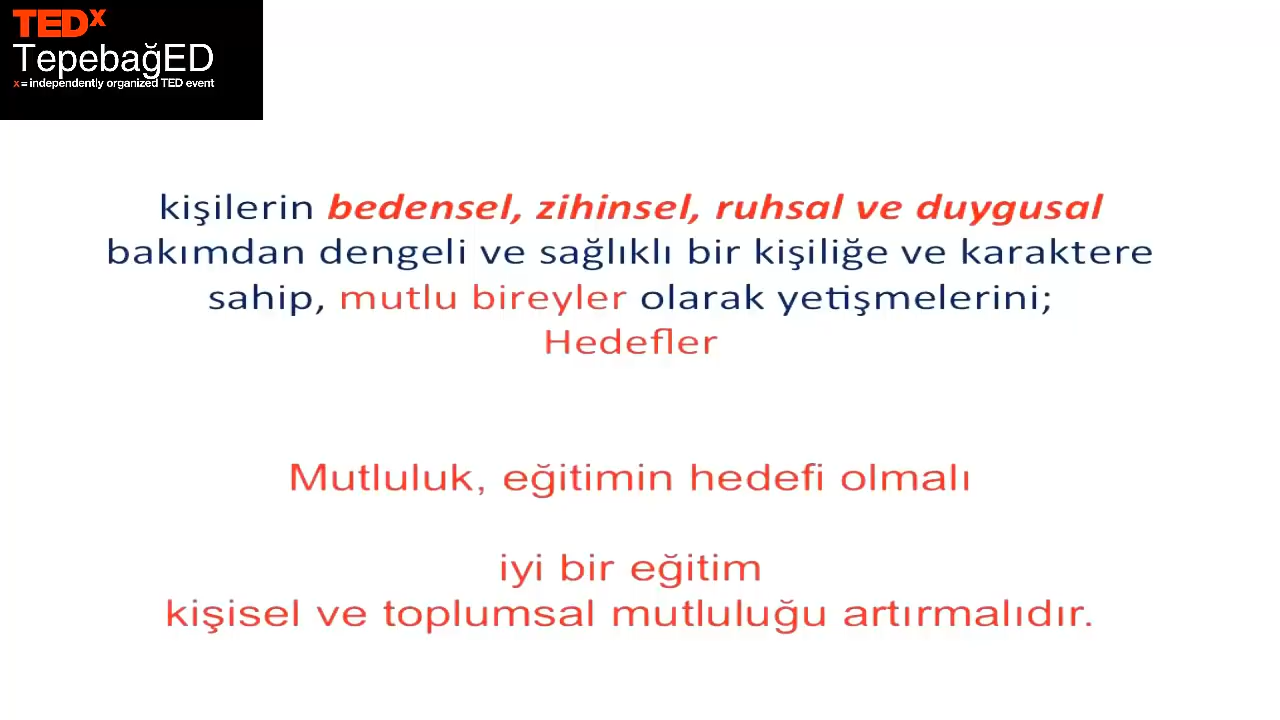 TEDx
TepebağED
x = independently organized TED event
kişilerin bedensel, zihinsel, ruhsal ve duygusal
bakımdan dengeli ve sağlıklı bir kişiliğe ve karaktere
sahip, mutlu bireyler olarak yetişmelerini;
Hedefler
Mutluluk, eğitimin hedefi olmalı
iyi bir eğitim
kişisel ve toplumsal mutluluğu artırmalıdır.